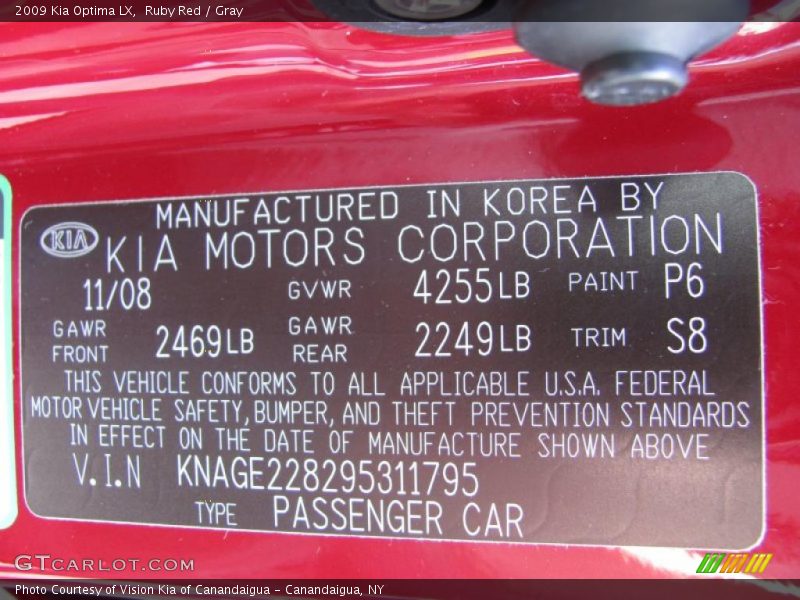 2009 Kia Optima LX, Ruby Red / Gray
MANUFACTURED IN KOREA BY
KIA KIA MOTORS CORPORATION
11/08 GVWR 4255LB PAINT P6
GAWR FRONT 2469LB GAWR REAR 2249LB TRIM S8
THIS VEHICLE CONFORMS TO ALL APPLICABLE U.S.A. FEDERAL
MOTOR VEHICLE SAFETY, BUMPER, AND THEFT PREVENTION STANDARDS
IN EFFECT ON THE DATE OF MANUFACTURE SHOWN ABOVE
V.I.N KNAGE228295311795
TYPE PASSENGER CAR
GTCARLOT.COM
Photo Courtesy of Vision Kia of Canandaigua - Canandaigua, NY